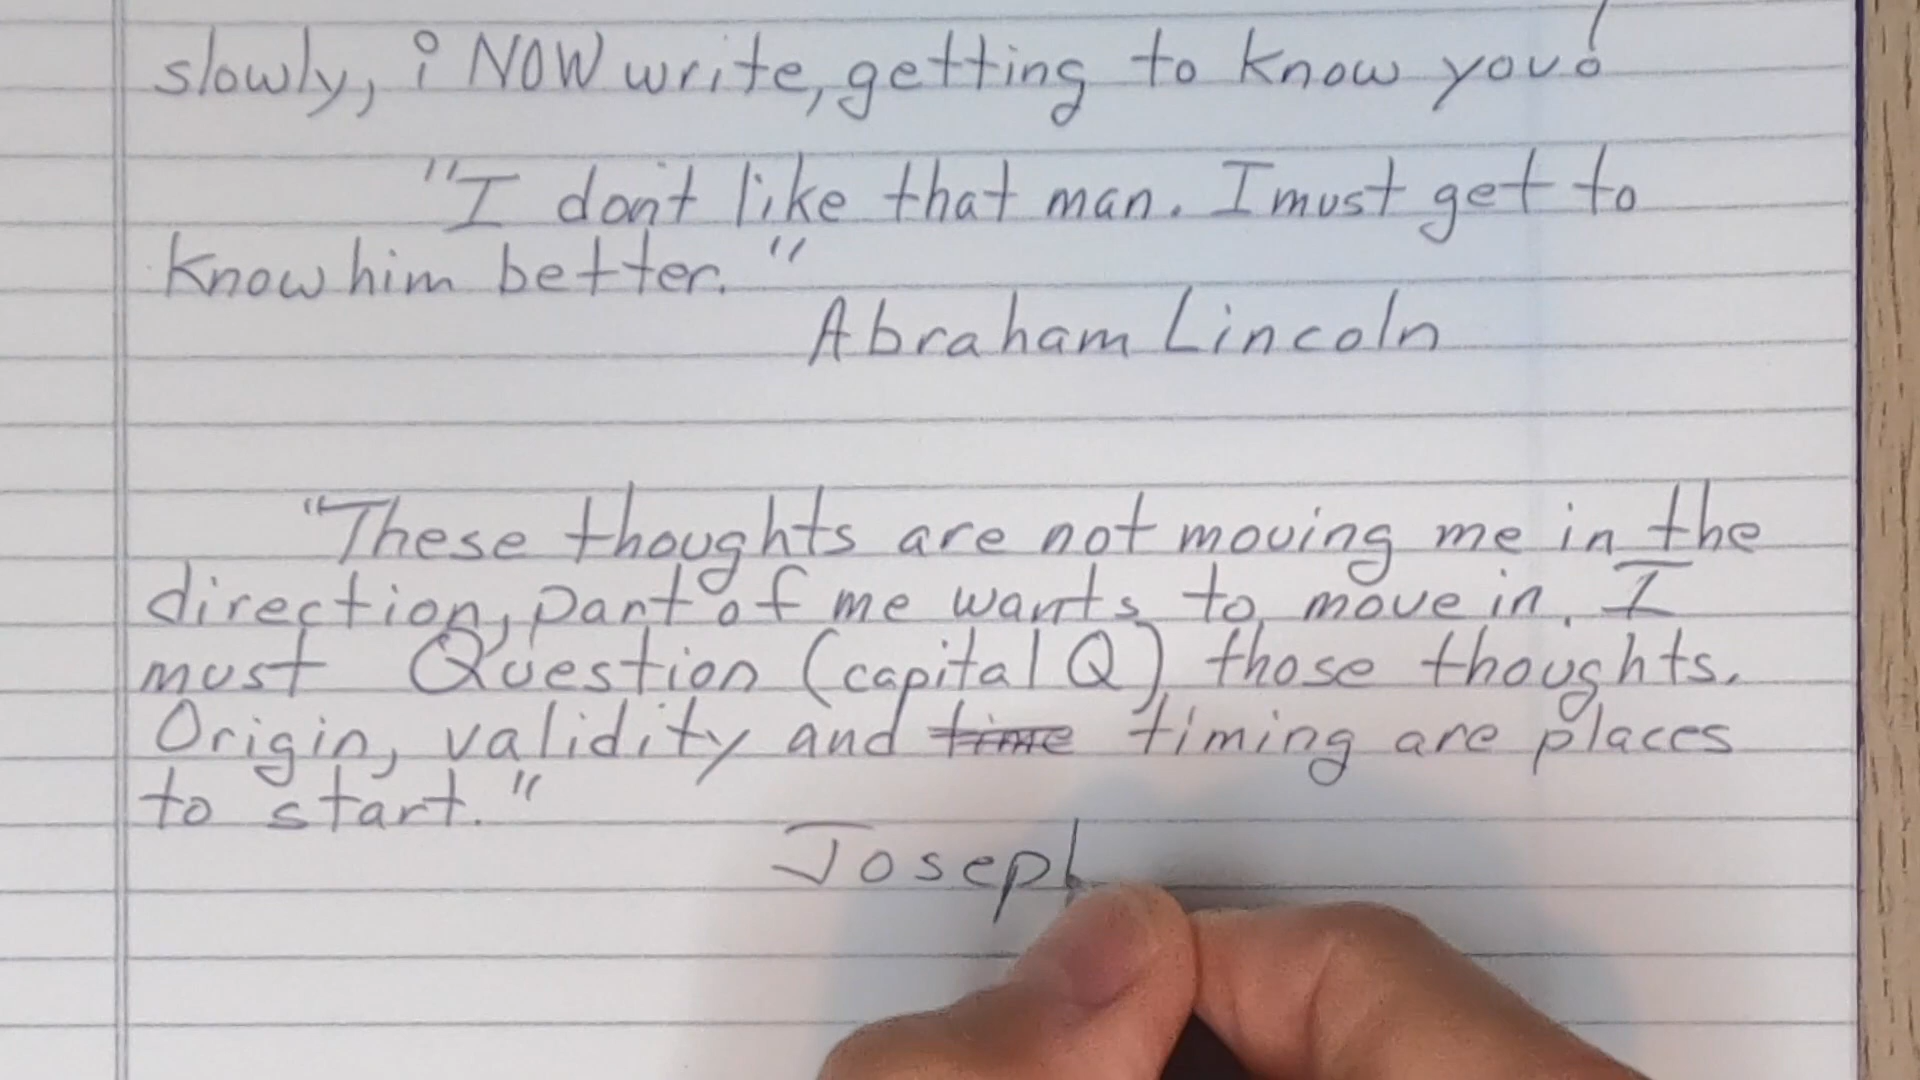 slowly, i NOW write, getting to know you!
"I don't like that man. I must get to
know him better."
Abraham Lincoln
"These thoughts are not moving me in the
direction, part of me wants to move in. I
must Question (capital Q) those thoughts.
Origin, validity and time timing are places
to start."
Joseph